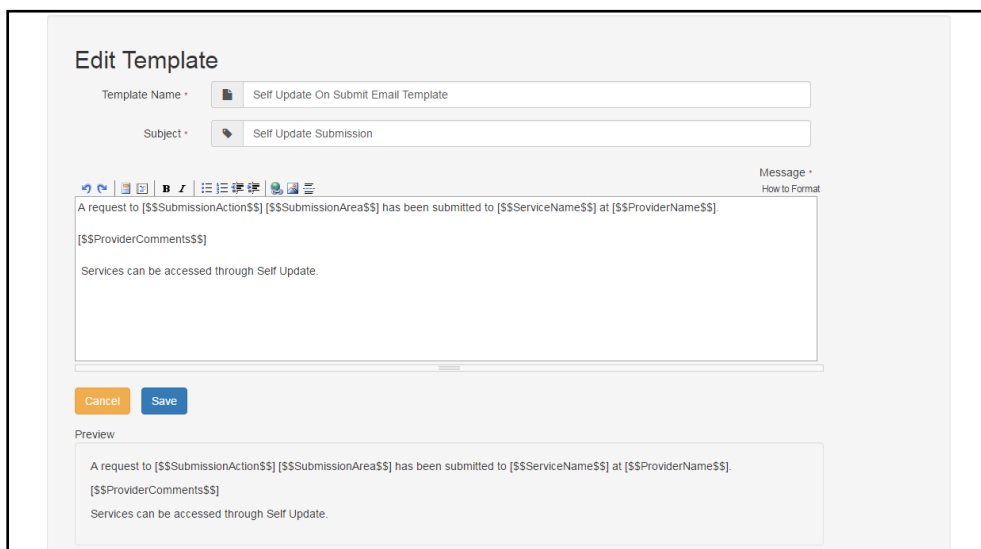 Edit Template
Template Name *
Self Update On Submit Email Template
Subject *
Self Update Submission
Message *
B I
How to Format
A request to [$$SubmissionAction$$] [$$SubmissionArea$$] has been submitted to [$$ServiceName$$] at [$$ProviderName$$].
[$$ProviderComments$$]
Services can be accessed through Self Update.
Cancel Save
Preview
A request to [$$SubmissionAction$$] [$$SubmissionArea$$] has been submitted to [$$ServiceName$$] at [$$ProviderName$$].
[$$ProviderComments$$]
Services can be accessed through Self Update.